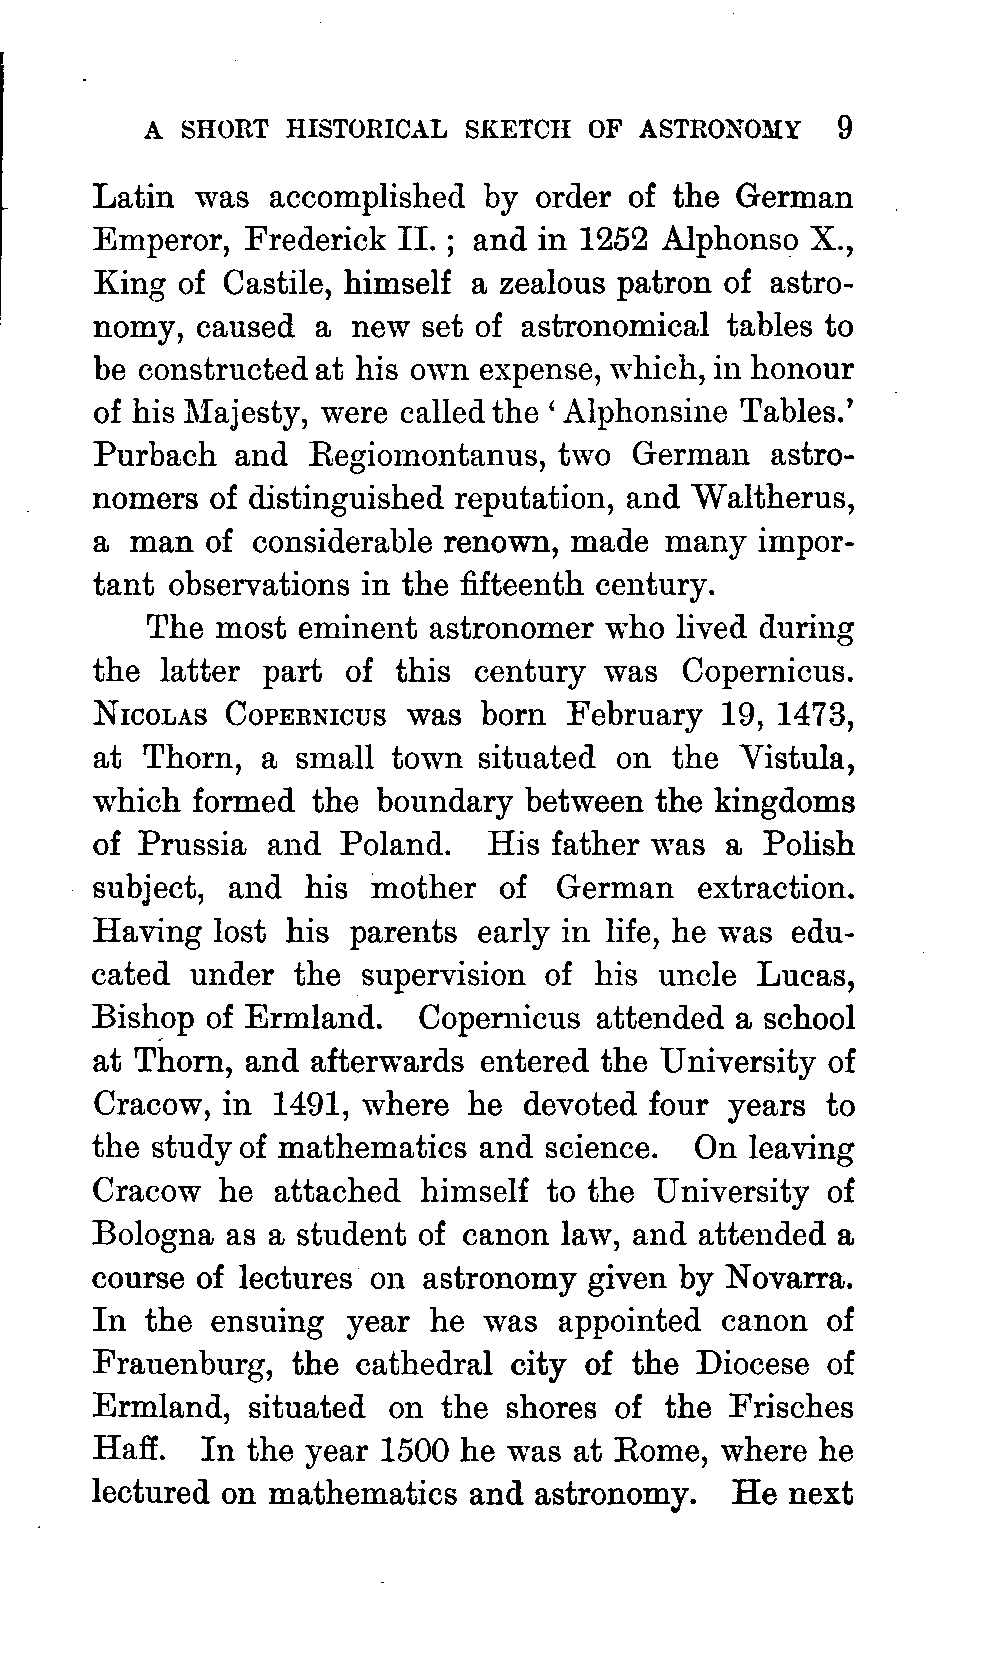 A SHORT HISTORICAL SKETCH OF ASTRONOMY 9
Latin was accomplished by order of the German
Emperor, Frederick II. ; and in 1252 Alphonso X.,
King of Castile, himself a zealous patron of astro-
nomy, caused a new set of astronomical tables to
be constructed at his own expense, which, in honour
of his Majesty, were called the ‘ Alphonsine Tables.’
Purbach and Regiomontanus, two German astro-
nomers of distinguished reputation, and Waltherus,
a man of considerable renown, made many impor-
tant observations in the fifteenth century.
The most eminent astronomer who lived during
the latter part of this century was Copernicus.
NICOLAS COPERNICUS was born February 19, 1473,
at Thorn, a small town situated on the Vistula,
which formed the boundary between the kingdoms
of Prussia and Poland. His father was a Polish
subject, and his mother of German extraction.
Having lost his parents early in life, he was edu-
cated under the supervision of his uncle Lucas,
Bishop of Ermland. Copernicus attended a school
at Thorn, and afterwards entered the University of
Cracow, in 1491, where he devoted four years to
the study of mathematics and science. On leaving
Cracow he attached himself to the University of
Bologna as a student of canon law, and attended a
course of lectures on astronomy given by Novarra.
In the ensuing year he was appointed canon of
Frauenburg, the cathedral city of the Diocese of
Ermland, situated on the shores of the Frisches
Haff. In the year 1500 he was at Rome, where he
lectured on mathematics and astronomy. He next